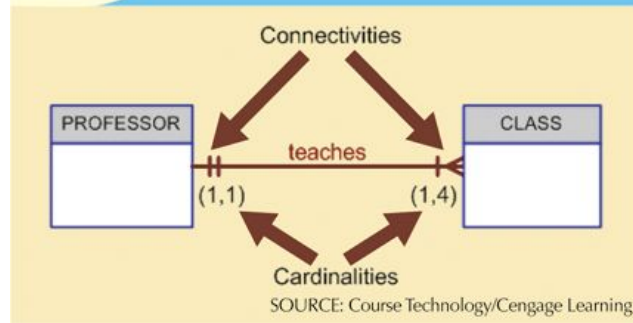 Connectivities
PROFESSOR
CLASS
teaches
(1,1)
(1,4)
Cardinalities
SOURCE: Course Technology/Cengage Learning